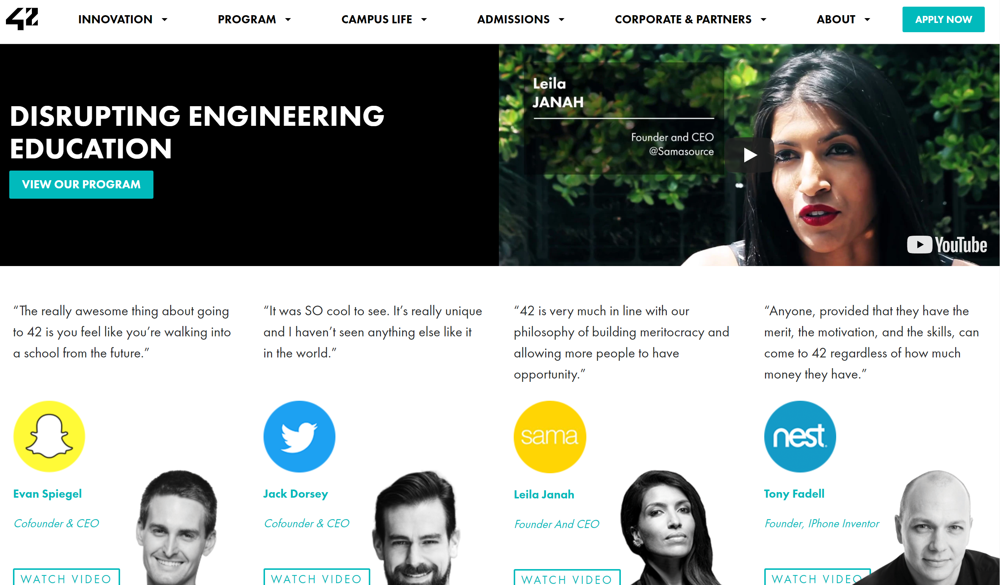 42
INNOVATION
PROGRAM
CAMPUS LIFE
ADMISSIONS
CORPORATE & PARTNERS
ABOUT
APPLY NOW
DISRUPTING ENGINEERING
EDUCATION
VIEW OUR PROGRAM
Leila
JANAH
Founder and CEO
@Samasource
YouTube
“The really awesome thing about going
to 42 is you feel like you’re walking into
a school from the future.”
“It was SO cool to see. It’s really unique
and I haven’t seen anything else like it
in the world.”
“42 is very much in line with our
philosophy of building meritocracy and
allowing more people to have
opportunity.”
“Anyone, provided that they have the
merit, the motivation, and the skills, can
come to 42 regardless of how much
money they have.”
sama
nest.
Evan Spiegel
Cofounder & CEO
WATCH VIDEO
Jack Dorsey
Cofounder & CEO
WATCH VIDEO
Leila Janah
Founder And CEO
WATCH VIDEO
Tony Fadell
Founder, IPhone Inventor
WATCH VIDEO